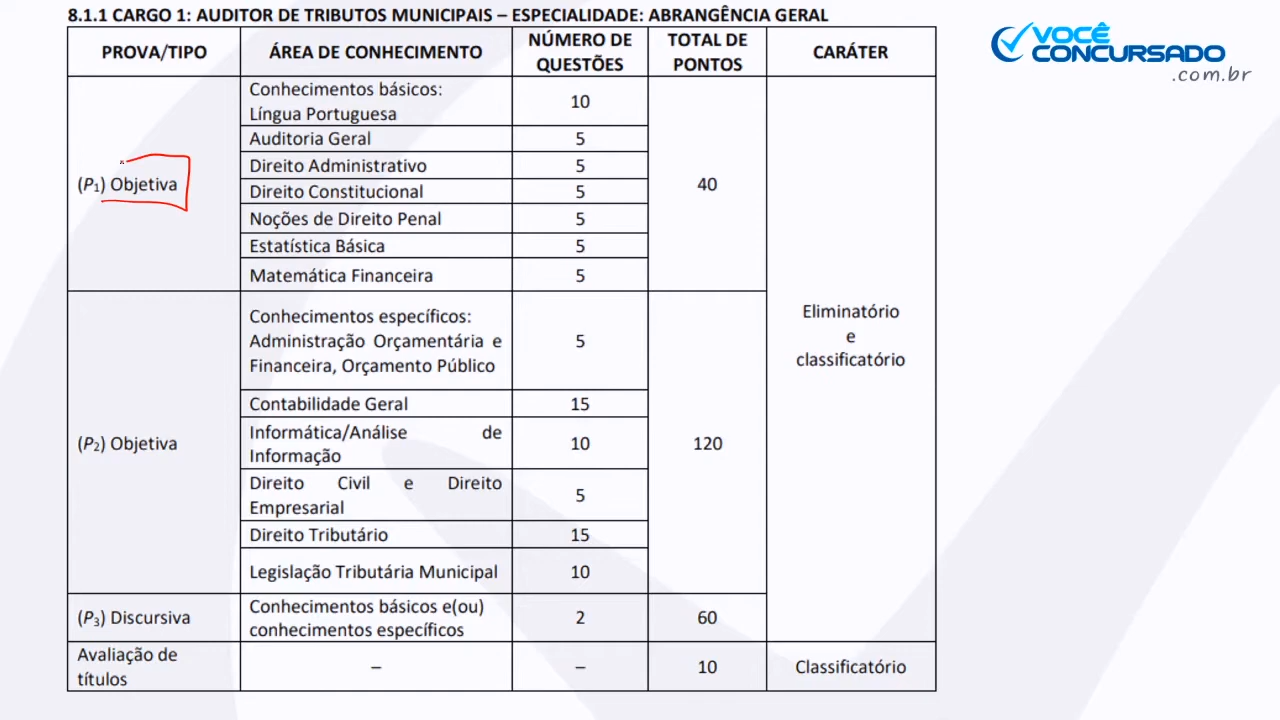 8.1.1 CARGO 1: AUDITOR DE TRIBUTOS MUNICIPAIS – ESPECIALIDADE: ABRANGÊNCIA GERAL
VOCÊ
CONCURSADO
.com.br
PROVA/TIPO
ÁREA DE CONHECIMENTO
NÚMERO DE
QUESTÕES
TOTAL DE
PONTOS
CARÁTER
(P1) Objetiva
Conhecimentos básicos:
Língua Portuguesa
10
Auditoria Geral
5
Direito Administrativo
5
Direito Constitucional
5
Noções de Direito Penal
5
Estatística Básica
5
Matemática Financeira
5
40
Eliminatório
e
classificatório
(P2) Objetiva
Conhecimentos específicos:
Administração Orçamentária e
Financeira, Orçamento Público
5
Contabilidade Geral
15
Informática/Análise de
Informação
10
Direito Civil e Direito
Empresarial
5
Direito Tributário
15
Legislação Tributária Municipal
10
120
(P3) Discursiva
Conhecimentos básicos e(ou)
conhecimentos específicos
2
60
Avaliação de
títulos
–
–
10
Classificatório